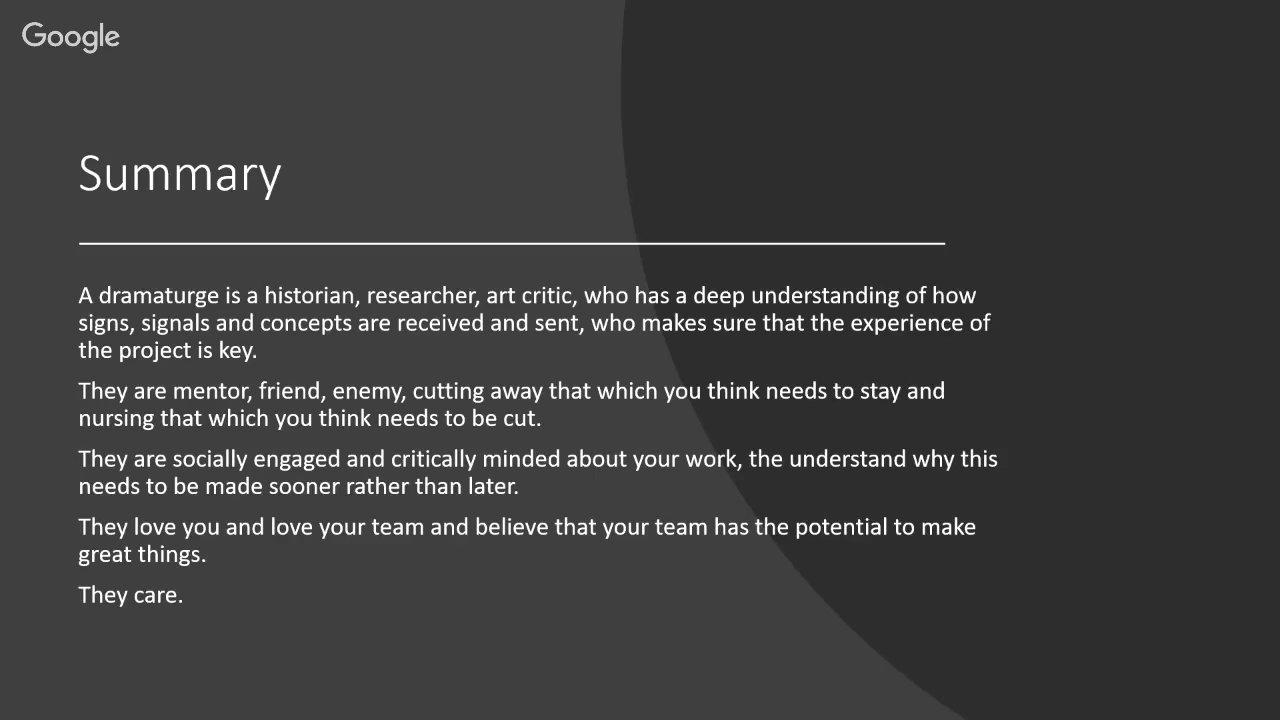 Google
Summary
A dramaturge is a historian, researcher, art critic, who has a deep understanding of how
signs, signals and concepts are received and sent, who makes sure that the experience of
the project is key.
They are mentor, friend, enemy, cutting away that which you think needs to stay and
nursing that which you think needs to be cut.
They are socially engaged and critically minded about your work, the understand why this
needs to be made sooner rather than later.
They love you and love your team and believe that your team has the potential to make
great things.
They care.